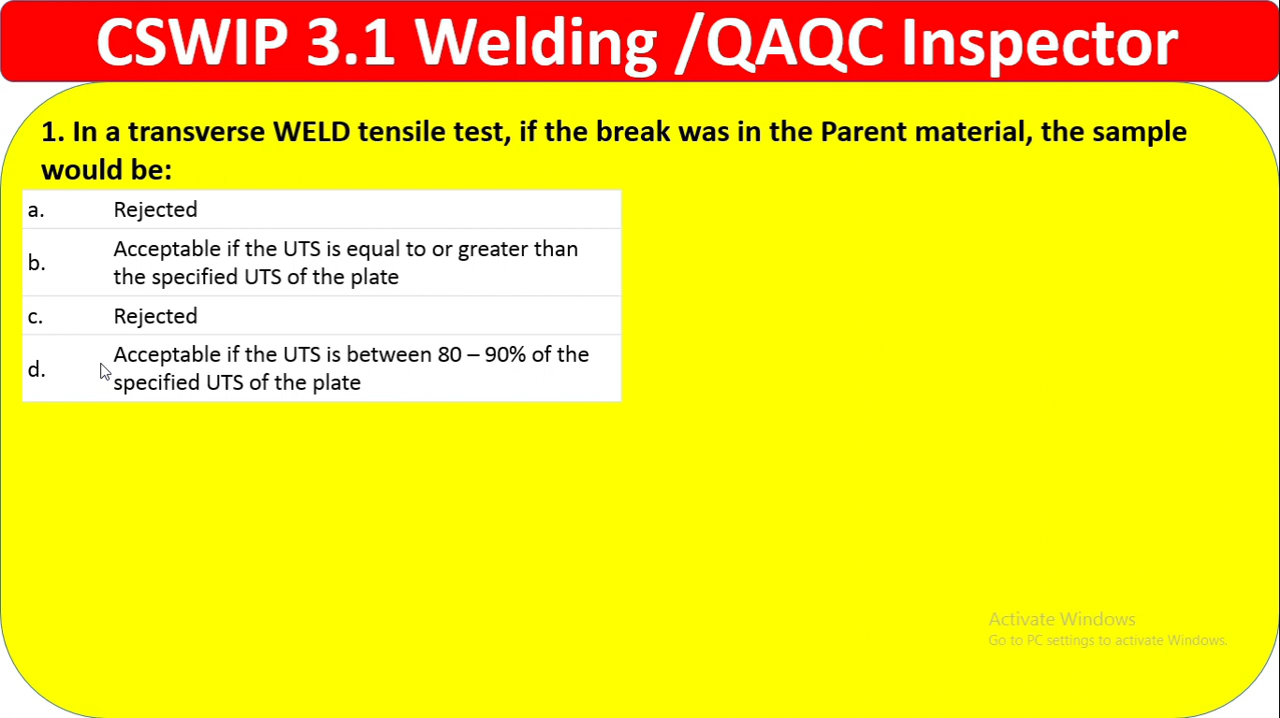 CSWIP 3.1 Welding /QAQC Inspector
1. In a transverse WELD tensile test, if the break was in the Parent material, the sample
would be:
a. Rejected
b. Acceptable if the UTS is equal to or greater than
the specified UTS of the plate
c. Rejected
d. Acceptable if the UTS is between 80 – 90% of the
specified UTS of the plate
Activate Windows
Go to PC settings to activate Windows.